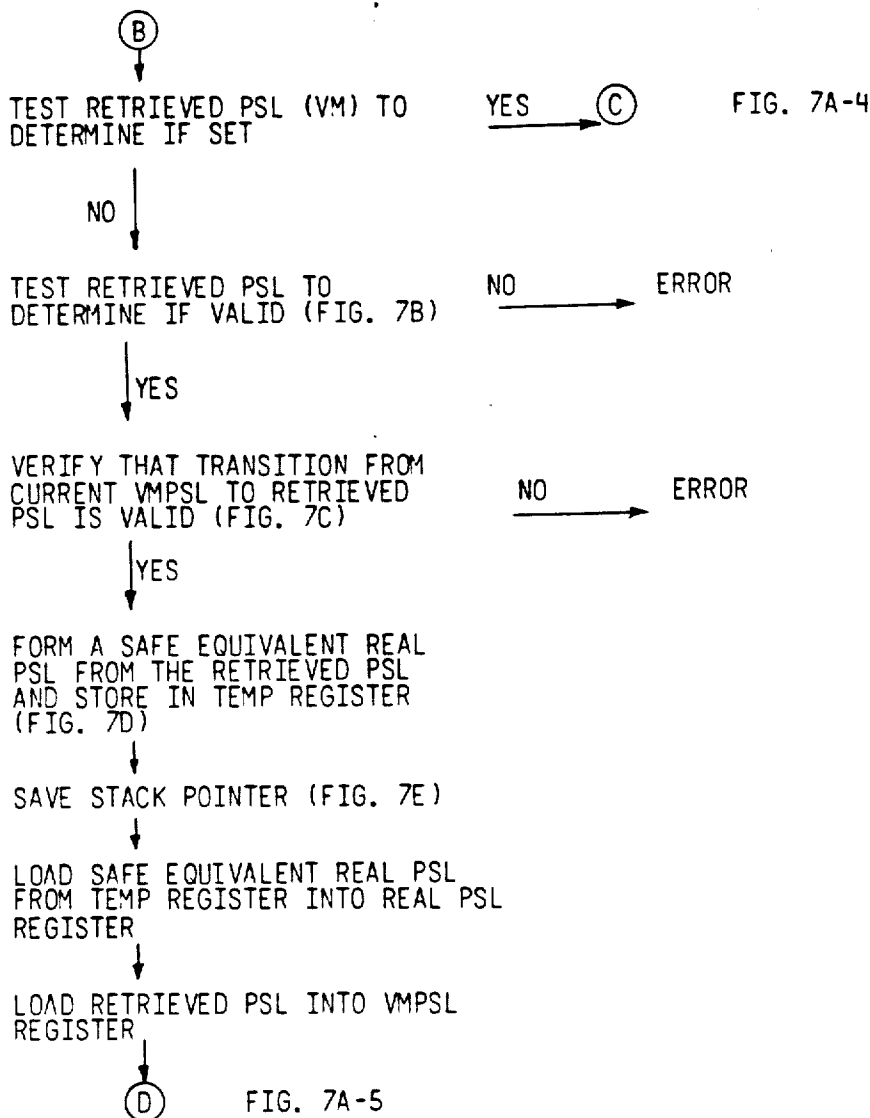 B
TEST RETRIEVED PSL (VM) TO
DETERMINE IF SET
YES
C
FIG. 7A-4
NO
TEST RETRIEVED PSL TO
DETERMINE IF VALID (FIG. 7B)
NO
ERROR
YES
VERIFY THAT TRANSITION FROM
CURRENT VMPSL TO RETRIEVED
PSL IS VALID (FIG. 7C)
NO
ERROR
YES
FORM A SAFE EQUIVALENT REAL
PSL FROM THE RETRIEVED PSL
AND STORE IN TEMP REGISTER
(FIG. 7D)
SAVE STACK POINTER (FIG. 7E)
LOAD SAFE EQUIVALENT REAL PSL
FROM TEMP REGISTER INTO REAL PSL
REGISTER
LOAD RETRIEVED PSL INTO VMPSL
REGISTER
D
FIG. 7A-5